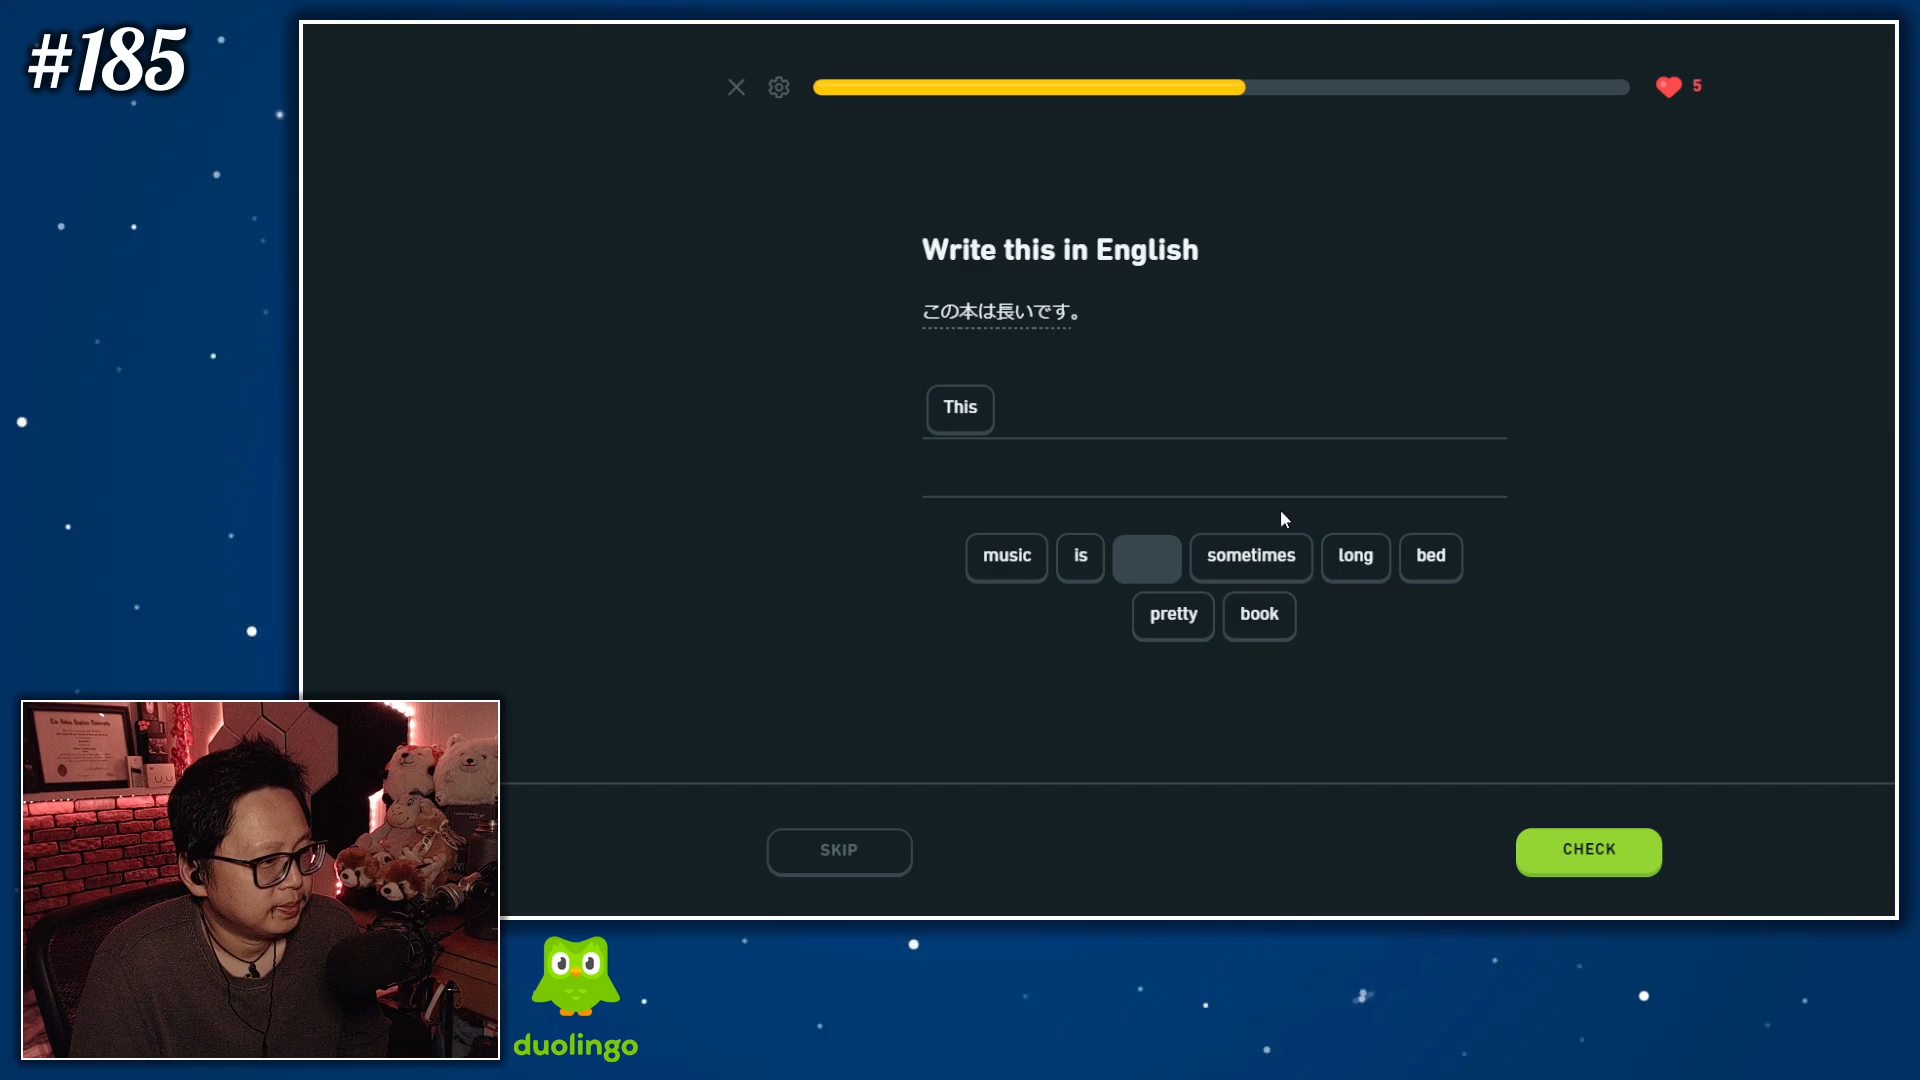 #185
5
Write this in English
この本は長いです。
This
music is sometimes long bed
pretty book
SKIP
CHECK
duolingo